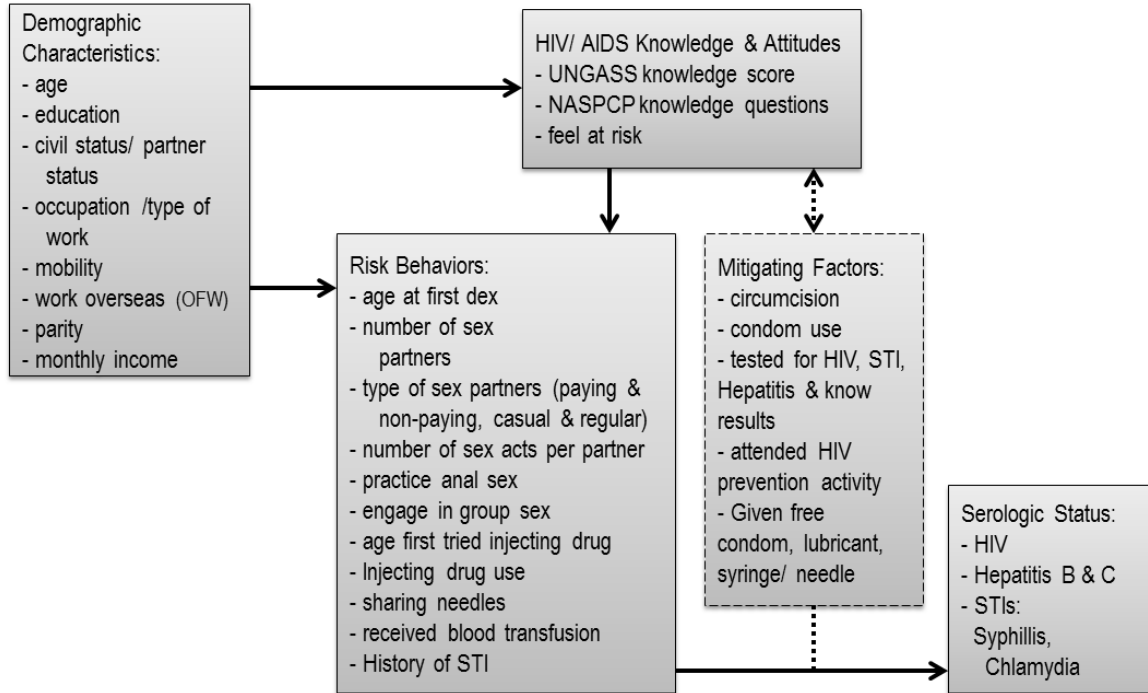 Demographic
Characteristics:
- age
- education
- civil status/ partner
status
- occupation /type of
work
- mobility
- work overseas (OFW)
- parity
- monthly income
HIV/ AIDS Knowledge & Attitudes
- UNGASS knowledge score
- NASPCP knowledge questions
- feel at risk
Risk Behaviors:
- age at first dex
- number of sex
partners
- type of sex partners (paying &
non-paying, casual & regular)
- number of sex acts per partner
- practice anal sex
- engage in group sex
- age first tried injecting drug
- Injecting drug use
- sharing needles
- received blood transfusion
- History of STI
Mitigating Factors:
- circumcision
- condom use
- tested for HIV, STI,
Hepatitis & know
results
- attended HIV
prevention activity
- Given free
condom, lubricant,
syringe/ needle
Serologic Status:
- HIV
- Hepatitis B & C
- STIs:
Syphillis,
Chlamydia